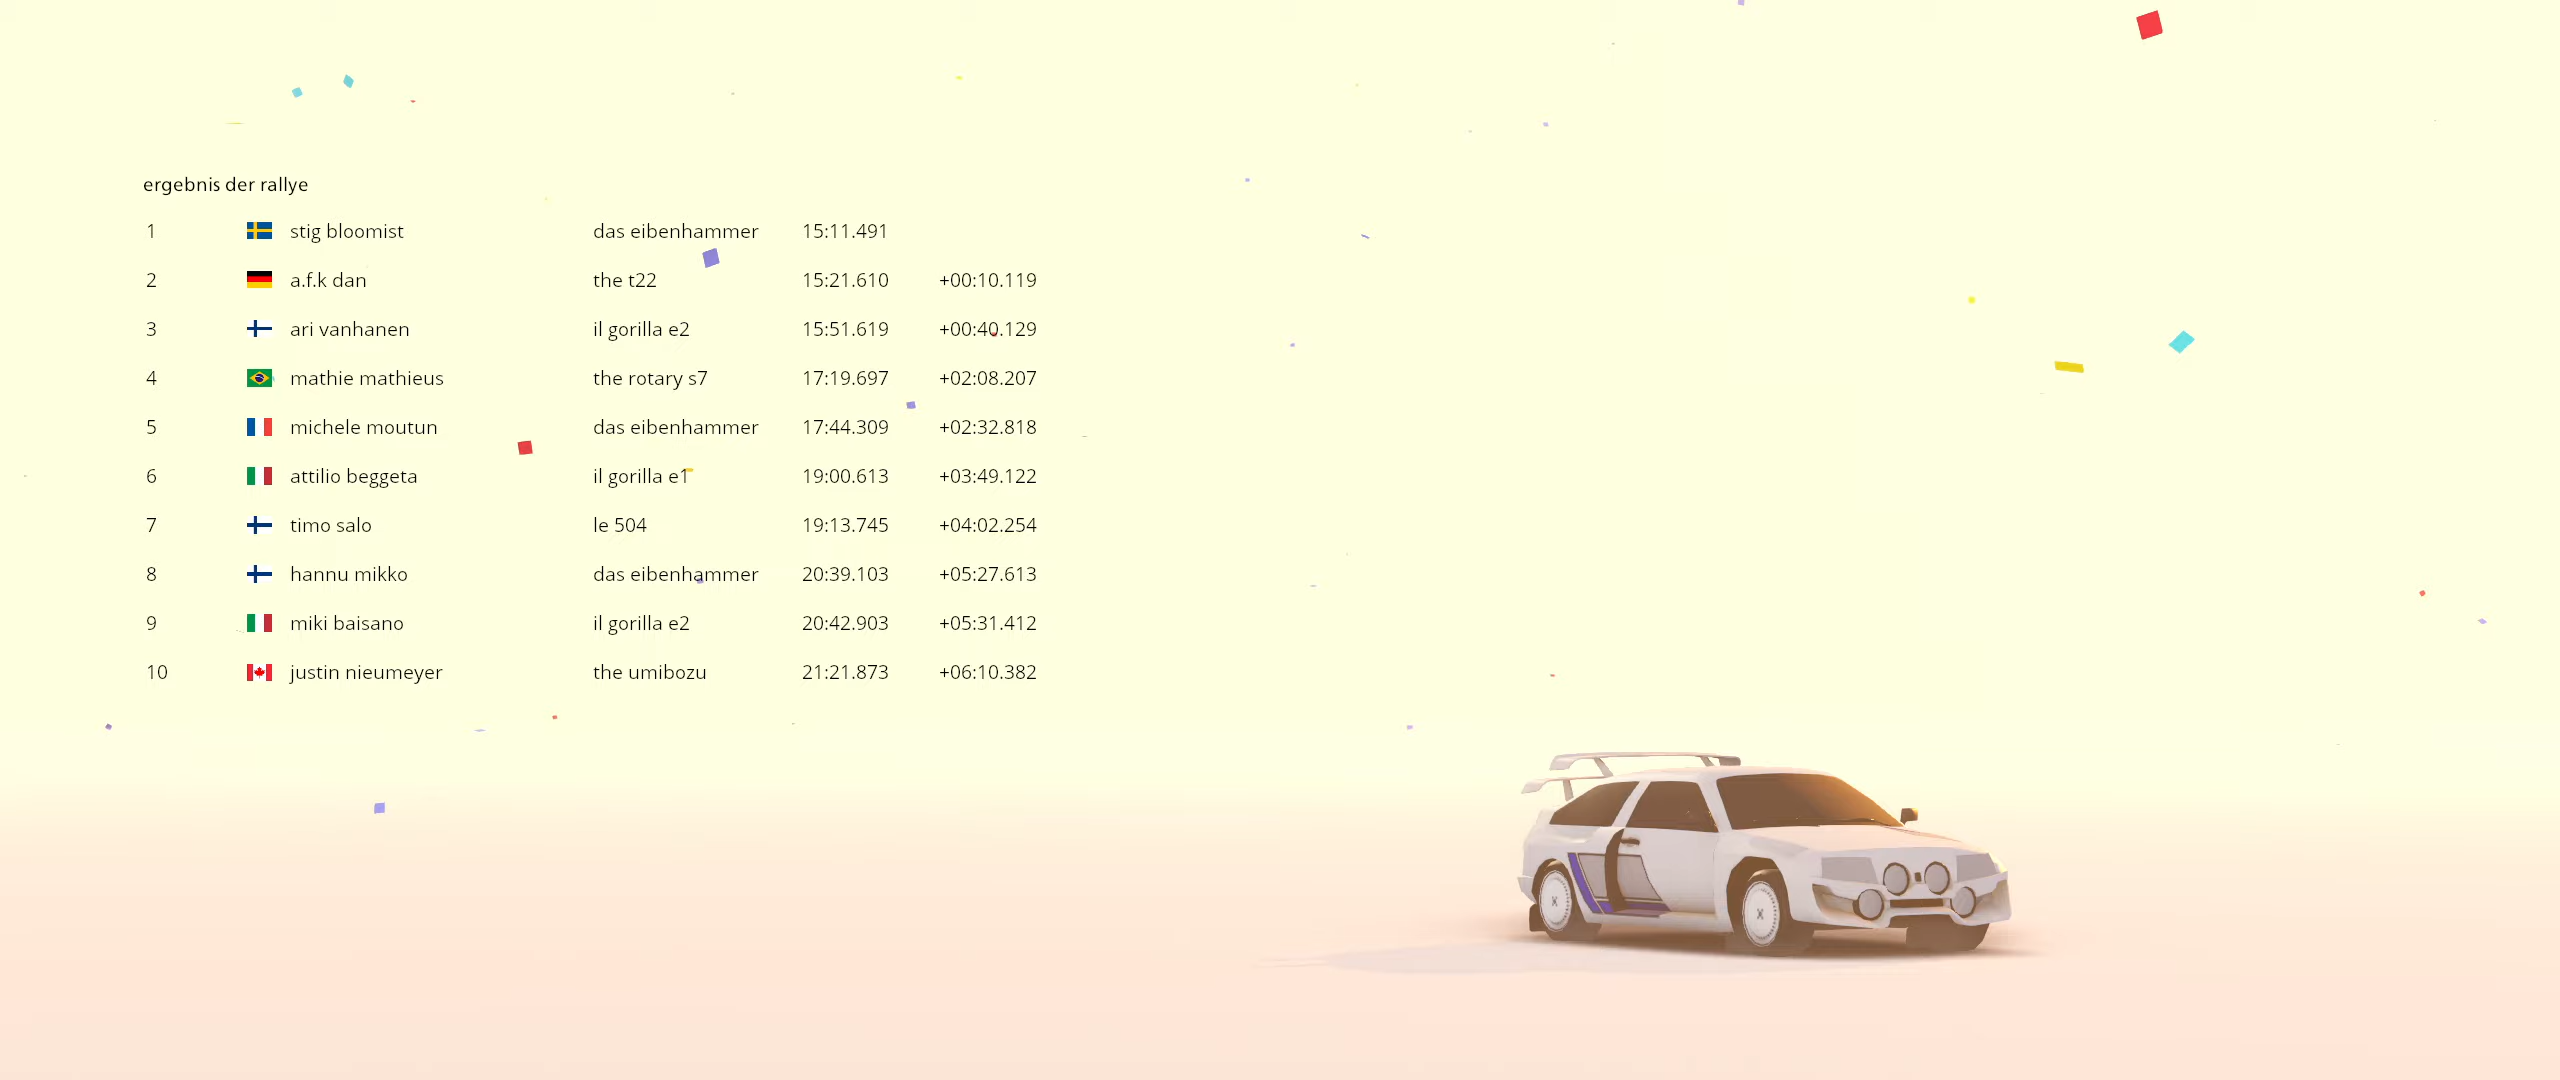 ergebnis der rallye
1 stig bloomist das eibenhammer 15:11.491
2 a.f.k dan the t22 15:21.610 +00:10.119
3 ari vanhanen il gorilla e2 15:51.619 +00:40.129
4 mathie mathieus the rotary s7 17:19.697 +02:08.207
5 michele moutun das eibenhammer 17:44.309 +02:32.818
6 attilio beggeta il gorilla e1 19:00.613 +03:49.122
7 timo salo le 504 19:13.745 +04:02.254
8 hannu mikko das eibenhammer 20:39.103 +05:27.613
9 miki baisano il gorilla e2 20:42.903 +05:31.412
10 justin nieumeyer the umibozu 21:21.873 +06:10.382